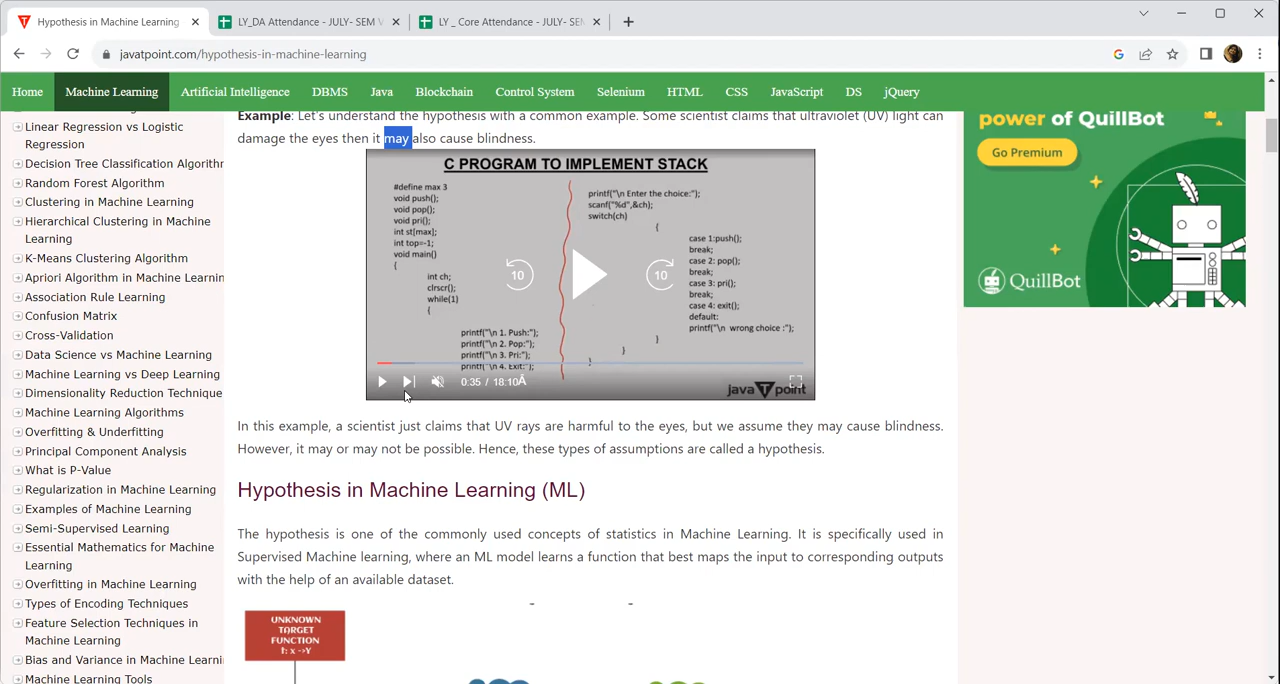 Hypothesis in Machine Learning
LY_DA Attendance - JULY- SEM V
LY _ Core Attendance - JULY- SEM
javatpoint.com/hypothesis-in-machine-learning
Home Machine Learning Artificial Intelligence DBMS Java Blockchain Control System Selenium HTML CSS JavaScript DS jQuery
Linear Regression vs Logistic
Regression
Decision Tree Classification Algorithm
Random Forest Algorithm
Clustering in Machine Learning
Hierarchical Clustering in Machine
Learning
K-Means Clustering Algorithm
Apriori Algorithm in Machine Learnin
Association Rule Learning
Confusion Matrix
Cross-Validation
Data Science vs Machine Learning
Machine Learning vs Deep Learning
Dimensionality Reduction Technique
Machine Learning Algorithms
Overfitting & Underfitting
Principal Component Analysis
What is P-Value
Regularization in Machine Learning
Examples of Machine Learning
Semi-Supervised Learning
Essential Mathematics for Machine
Learning
Overfitting in Machine Learning
Types of Encoding Techniques
Feature Selection Techniques in
Machine Learning
Bias and Variance in Machine Learni
Machine Learning Tools
Example: Let's understand the hypothesis with a common example. Some scientist claims that ultraviolet (UV) light can
damage the eyes then it may also cause blindness.
C PROGRAM TO IMPLEMENT STACK
#define max 3
void push();
void pop();
void pri();
int st[max];
int top=-1;
void main()
{
int ch;
clrscr();
while(1)
{
printf("\n 1. Push:");
printf("\n 2. Pop:");
printf("\n 3. Pri:");
printf("\n 4. Exit:");
printf("\n Enter the choice:");
scanf("%d",&ch);
switch(ch)
{
case 1:push();
break;
case 2: pop();
break;
case 3: pri();
break;
case 4: exit();
default:
printf("\n wrong choice :");
}
}
}
10
10
0:35 / 18:10Â
java T point
In this example, a scientist just claims that UV rays are harmful to the eyes, but we assume they may cause blindness.
However, it may or may not be possible. Hence, these types of assumptions are called a hypothesis.
Hypothesis in Machine Learning (ML)
The hypothesis is one of the commonly used concepts of statistics in Machine Learning. It is specifically used in
Supervised Machine learning, where an ML model learns a function that best maps the input to corresponding outputs
with the help of an available dataset.
UNKNOWN
TARGET
FUNCTION
f: x ->Y
power of QuillBot
Go Premium
QuillBot